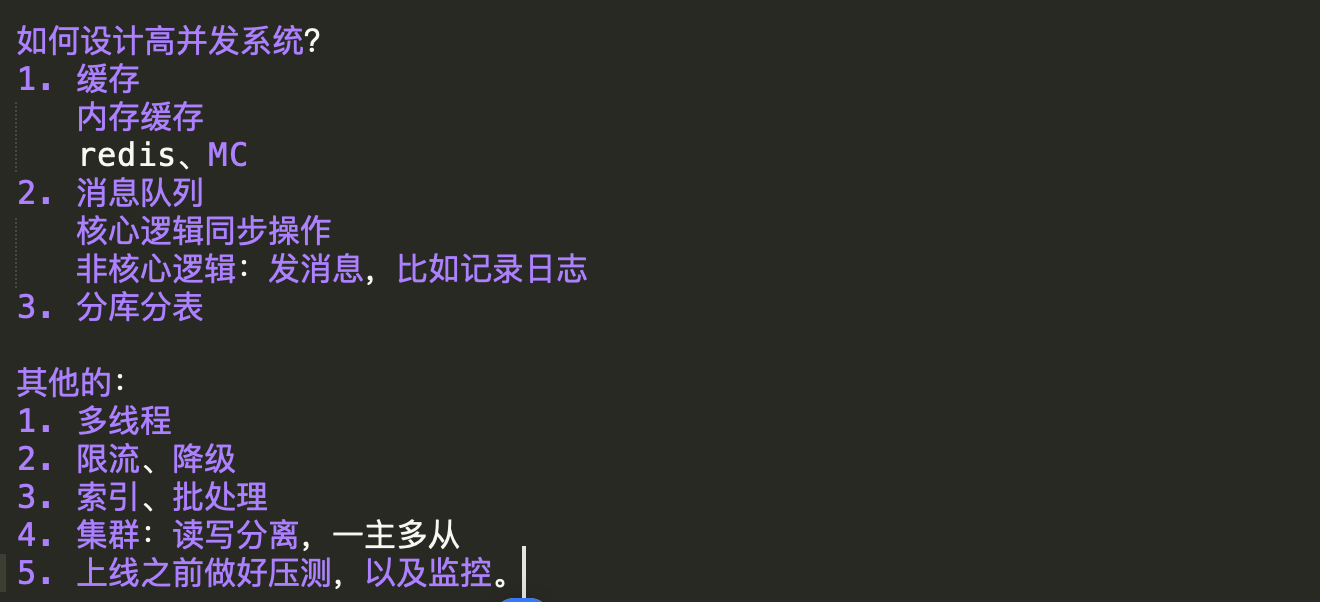 如何设计高并发系统?
1. 缓存
内存缓存
redis、MC
2. 消息队列
核心逻辑同步操作
非核心逻辑：发消息，比如记录日志
3. 分库分表
其他的：
1. 多线程
2. 限流、降级
3. 索引、批处理
4. 集群：读写分离，一主多从
5. 上线之前做好压测，以及监控。